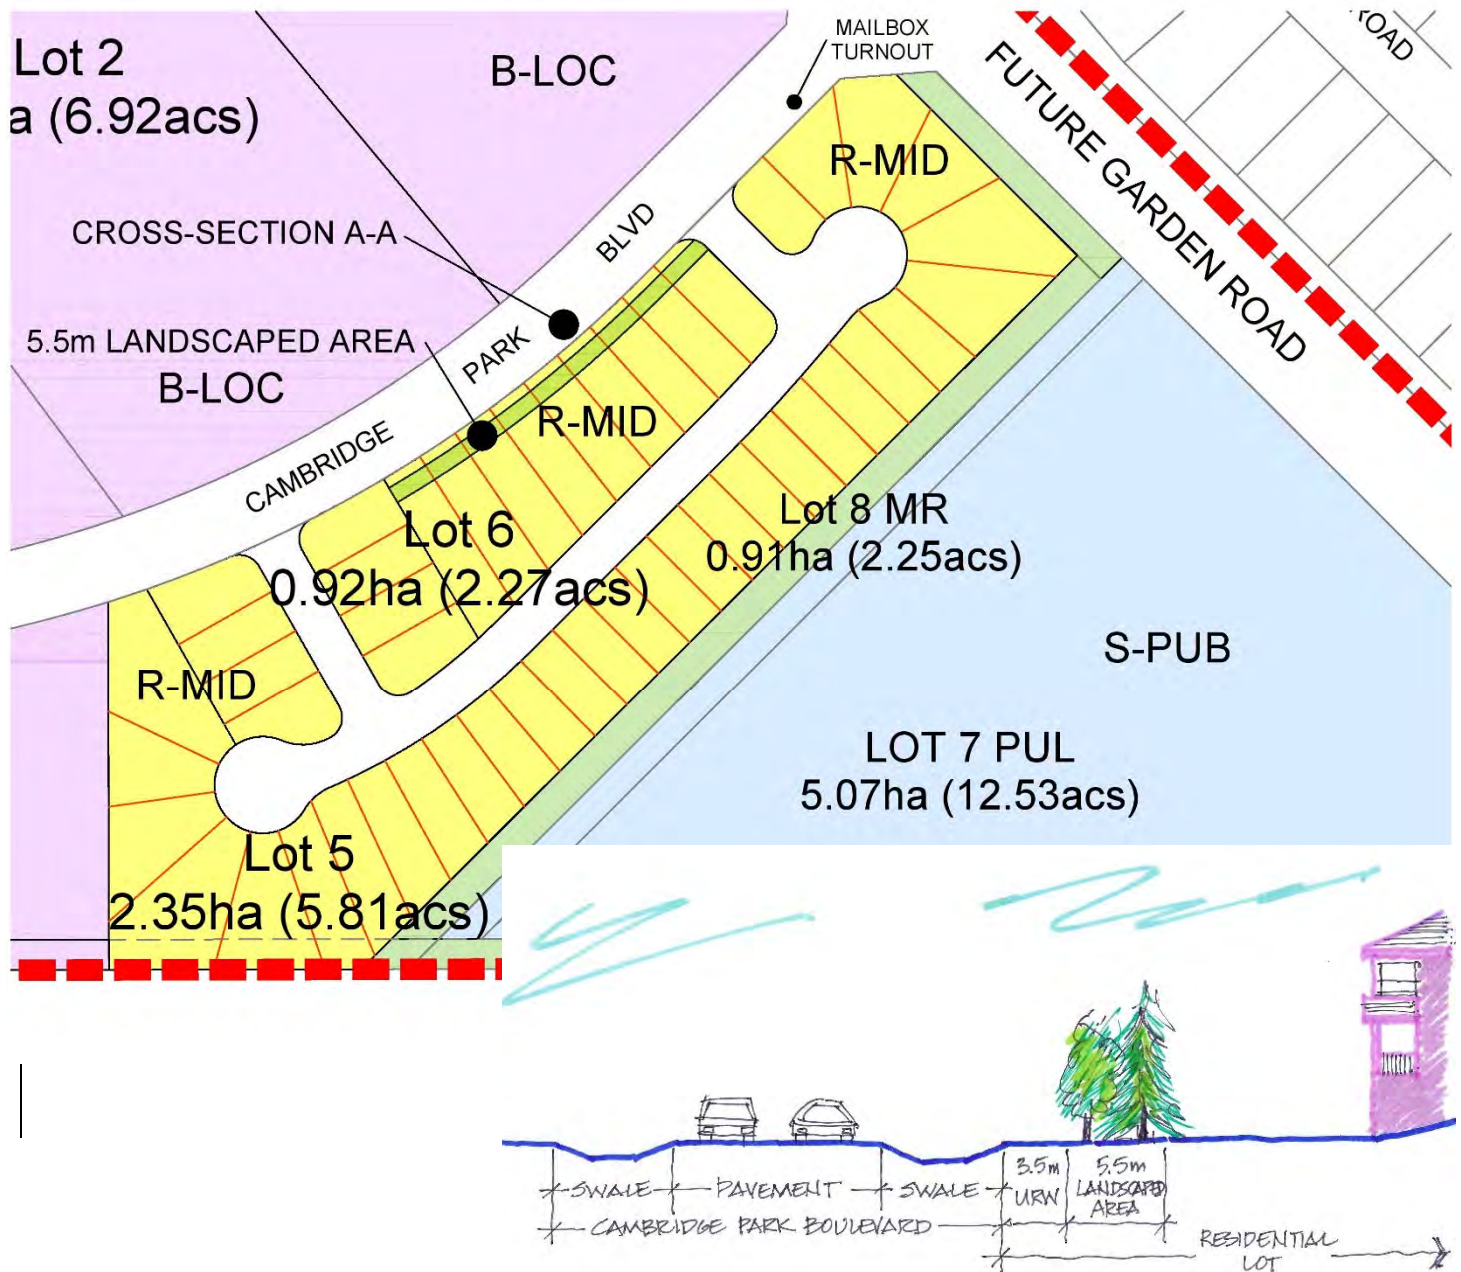 Lot 2
a (6.92acs)
B-LOC
MAILBOX
TURNOUT
ROAD
FUTURE GARDEN ROAD
R-MID
CROSS-SECTION A-A
BLVD
5.5m LANDSCAPED AREA
PARK
B-LOC
R-MID
CAMBRIDGE
Lot 6
0.92ha (2.27acs)
Lot 8 MR
0.91ha (2.25acs)
R-MID
S-PUB
LOT 7 PUL
5.07ha (12.53acs)
Lot 5
2.35ha (5.81acs)
SWALE
PAVEMENT
SWALE
3.5m
URW
5.5m
LANDSCAPED
AREA
CAMBRIDGE PARK BOULEVARD
RESIDENTIAL
LOT